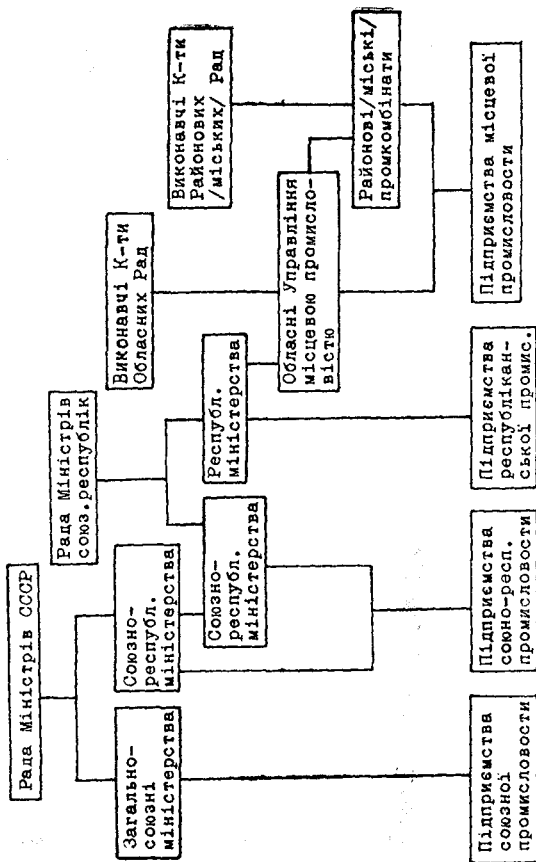 Рада Міністрів СССР
Рада Міністрів
союз.республік
Виконавчі К-ти
Обласних Рад
Виконавчі К-ти
Районових
/міських/ Рад
Загально-
союзні
міністерства
Союзно-
республ.
міністерства
Союзно-
республ.
міністерства
Республ.
міністерства
Обласні Управління
місцевою промисло-
вістю
Районові/міські/
промкомбінати
Підприємства
союзної
промисловости
Підприємства
союно-респ.
промисловости
Підприємства
республікан-
ської промис.
Підприємства місцевої
промисловости